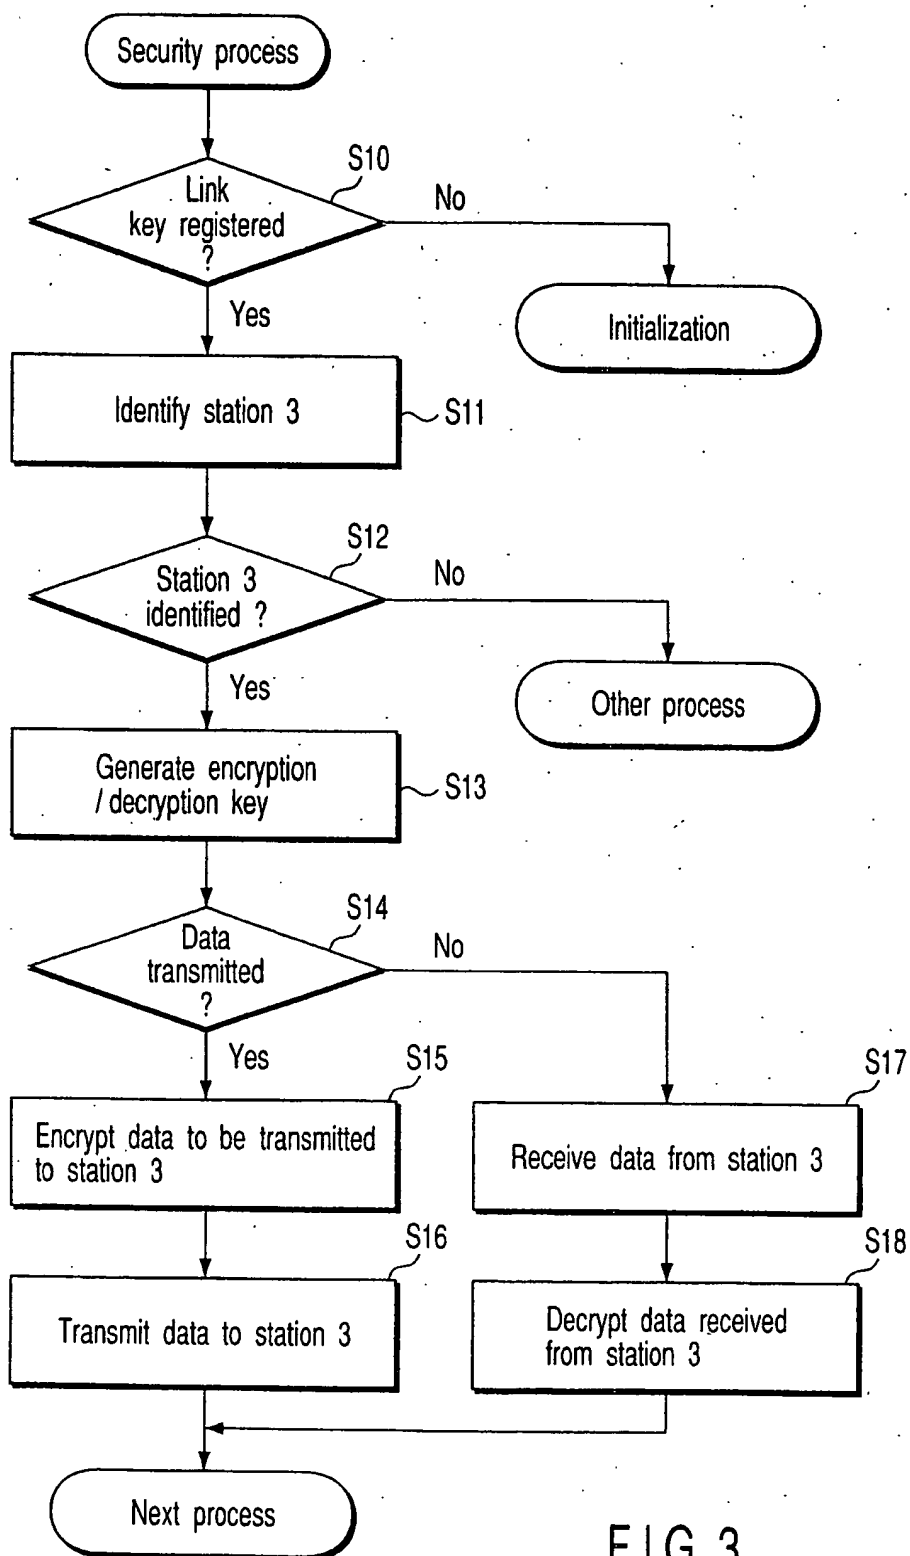 Security process
S10
Link
key registered
?
No
Yes
Initialization
Identify station 3
S11
S12
Station 3
identified ?
No
Yes
Other process
Generate encryption
/ decryption key
S13
S14
Data
transmitted
?
No
Yes
S15
S17
Encrypt data to be transmitted
to station 3
Receive data from station 3
S16
S18
Transmit data to station 3
Decrypt data received
from station 3
Next process
FIG. 3